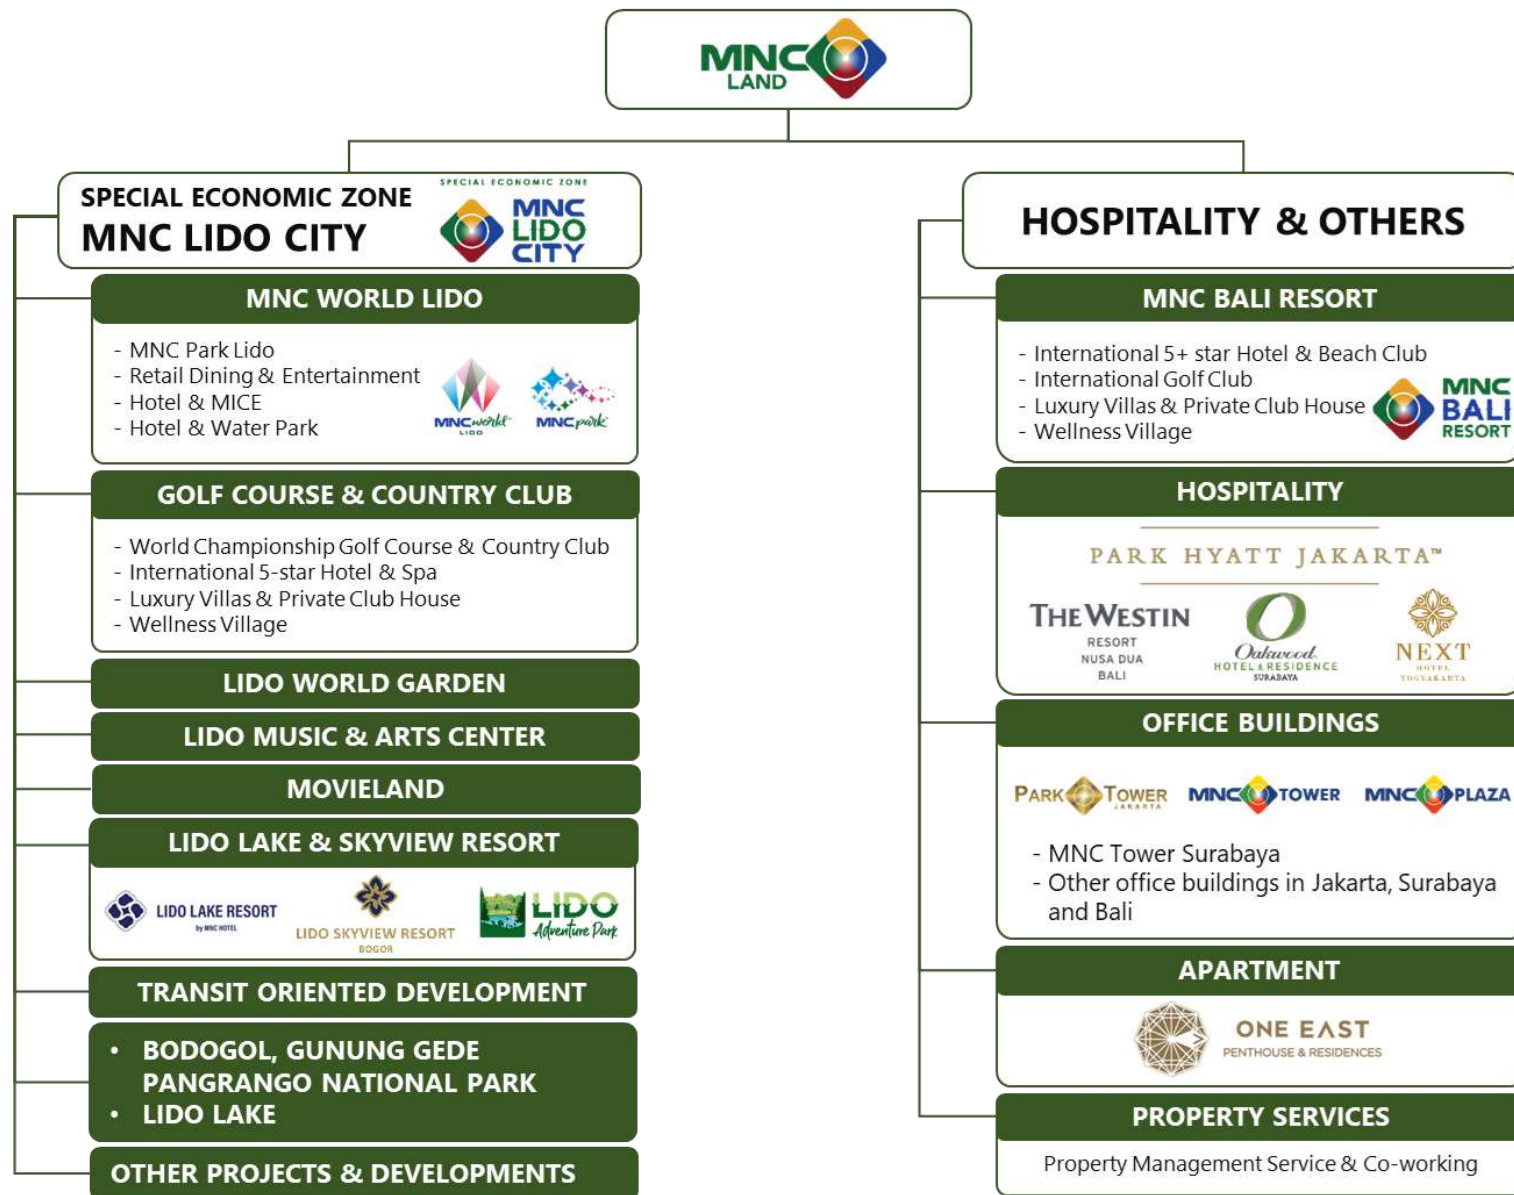 MNC
LAND
SPECIAL ECONOMIC ZONE
MNC LIDO CITY
SPECIAL ECONOMIC ZONE
MNC
LIDO
CITY
MNC WORLD LIDO
- MNC Park Lido
- Retail Dining & Entertainment
- Hotel & MICE
- Hotel & Water Park
MNC world
LIDO
MNC park
GOLF COURSE & COUNTRY CLUB
- World Championship Golf Course & Country Club
- International 5-star Hotel & Spa
- Luxury Villas & Private Club House
- Wellness Village
LIDO WORLD GARDEN
LIDO MUSIC & ARTS CENTER
MOVIELAND
LIDO LAKE & SKYVIEW RESORT
LIDO LAKE RESORT
by MNC HOTEL
LIDO SKYVIEW RESORT
BOGOR
LIDO
Adventure Park
TRANSIT ORIENTED DEVELOPMENT
• BODOGOL, GUNUNG GEDE
PANGRANGO NATIONAL PARK
• LIDO LAKE
OTHER PROJECTS & DEVELOPMENTS
HOSPITALITY & OTHERS
MNC BALI RESORT
- International 5+ star Hotel & Beach Club
- International Golf Club
- Luxury Villas & Private Club House
- Wellness Village
MNC
BALI
RESORT
HOSPITALITY
PARK HYATT JAKARTA™
THE WESTIN
RESORT
NUSA DUA
BALI
Oakwood
HOTEL & RESIDENCE
SURABAYA
NEXT
HOTEL
YOGYAKARTA
OFFICE BUILDINGS
PARK TOWER
JAKARTA
MNC TOWER
MNC PLAZA
- MNC Tower Surabaya
- Other office buildings in Jakarta, Surabaya
and Bali
APARTMENT
ONE EAST
PENTHOUSE & RESIDENCES
PROPERTY SERVICES
Property Management Service & Co-working